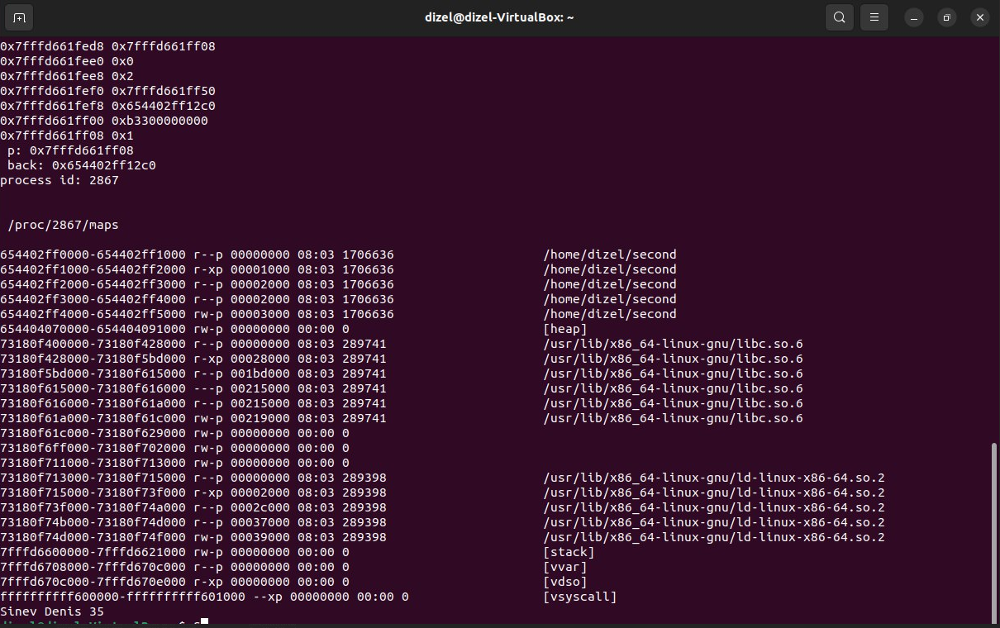 dizel@dizel-VirtualBox: ~
0x7fffd661fed8 0x7fffd661ff08
0x7fffd661fee0 0x0
0x7fffd661fee8 0x2
0x7fffd661fef0 0x7fffd661ff50
0x7fffd661fef8 0x654402ff12c0
0x7fffd661ff00 0xb3300000000
0x7fffd661ff08 0x1
p: 0x7fffd661ff08
back: 0x654402ff12c0
process id: 2867
/proc/2867/maps
654402ff0000-654402ff1000 r--p 00000000 08:03 1706636 /home/dizel/second
654402ff1000-654402ff2000 r-xp 00001000 08:03 1706636 /home/dizel/second
654402ff2000-654402ff3000 r--p 00002000 08:03 1706636 /home/dizel/second
654402ff3000-654402ff4000 r--p 00002000 08:03 1706636 /home/dizel/second
654402ff4000-654402ff5000 rw-p 00003000 08:03 1706636 /home/dizel/second
654404070000-654404091000 rw-p 00000000 00:00 0 [heap]
73180f400000-73180f428000 r--p 00000000 08:03 289741 /usr/lib/x86_64-linux-gnu/libc.so.6
73180f428000-73180f5bd000 r-xp 00028000 08:03 289741 /usr/lib/x86_64-linux-gnu/libc.so.6
73180f5bd000-73180f615000 r--p 001bd000 08:03 289741 /usr/lib/x86_64-linux-gnu/libc.so.6
73180f615000-73180f616000 ---p 00215000 08:03 289741 /usr/lib/x86_64-linux-gnu/libc.so.6
73180f616000-73180f61a000 r--p 00215000 08:03 289741 /usr/lib/x86_64-linux-gnu/libc.so.6
73180f61a000-73180f61c000 rw-p 00219000 08:03 289741 /usr/lib/x86_64-linux-gnu/libc.so.6
73180f61c000-73180f629000 rw-p 00000000 00:00 0
73180f6ff000-73180f702000 rw-p 00000000 00:00 0
73180f711000-73180f713000 rw-p 00000000 00:00 0
73180f713000-73180f715000 r--p 00000000 08:03 289398 /usr/lib/x86_64-linux-gnu/ld-linux-x86-64.so.2
73180f715000-73180f73f000 r-xp 00002000 08:03 289398 /usr/lib/x86_64-linux-gnu/ld-linux-x86-64.so.2
73180f73f000-73180f74a000 r--p 0002c000 08:03 289398 /usr/lib/x86_64-linux-gnu/ld-linux-x86-64.so.2
73180f74b000-73180f74d000 r--p 00037000 08:03 289398 /usr/lib/x86_64-linux-gnu/ld-linux-x86-64.so.2
73180f74d000-73180f74f000 rw-p 00039000 08:03 289398 /usr/lib/x86_64-linux-gnu/ld-linux-x86-64.so.2
7fffd6600000-7fffd6621000 rw-p 00000000 00:00 0 [stack]
7fffd6708000-7fffd670c000 r--p 00000000 00:00 0 [vvar]
7fffd670c000-7fffd670e000 r-xp 00000000 00:00 0 [vdso]
ffffffffff600000-ffffffffff601000 --xp 00000000 00:00 0 [vsyscall]
Sinev Denis 35